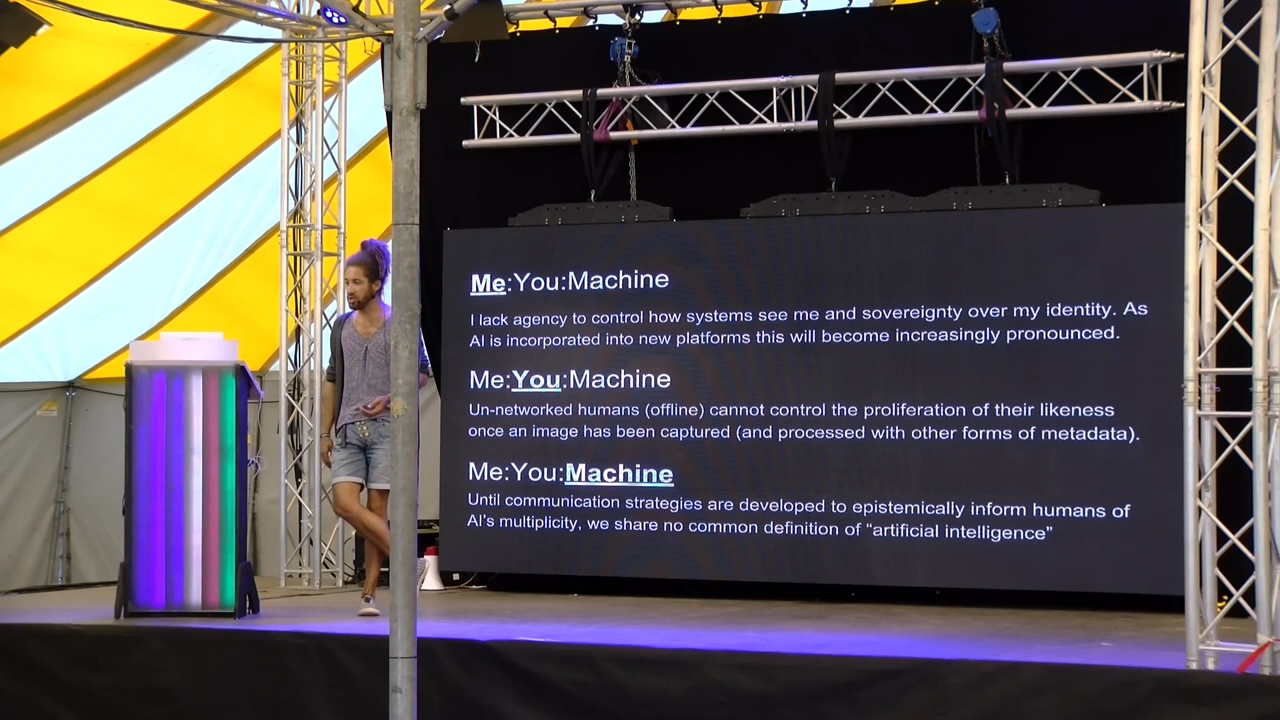 Me:You:Machine
I lack agency to control how systems see me and sovereignty over my identity. As
AI is incorporated into new platforms this will become increasingly pronounced.
Me:You:Machine
Un-networked humans (offline) cannot control the proliferation of their likeness
once an image has been captured (and processed with other forms of metadata).
Me:You:Machine
Until communication strategies are developed to epistemically inform humans of
AI's multiplicity, we share no common definition of “artificial intelligence”